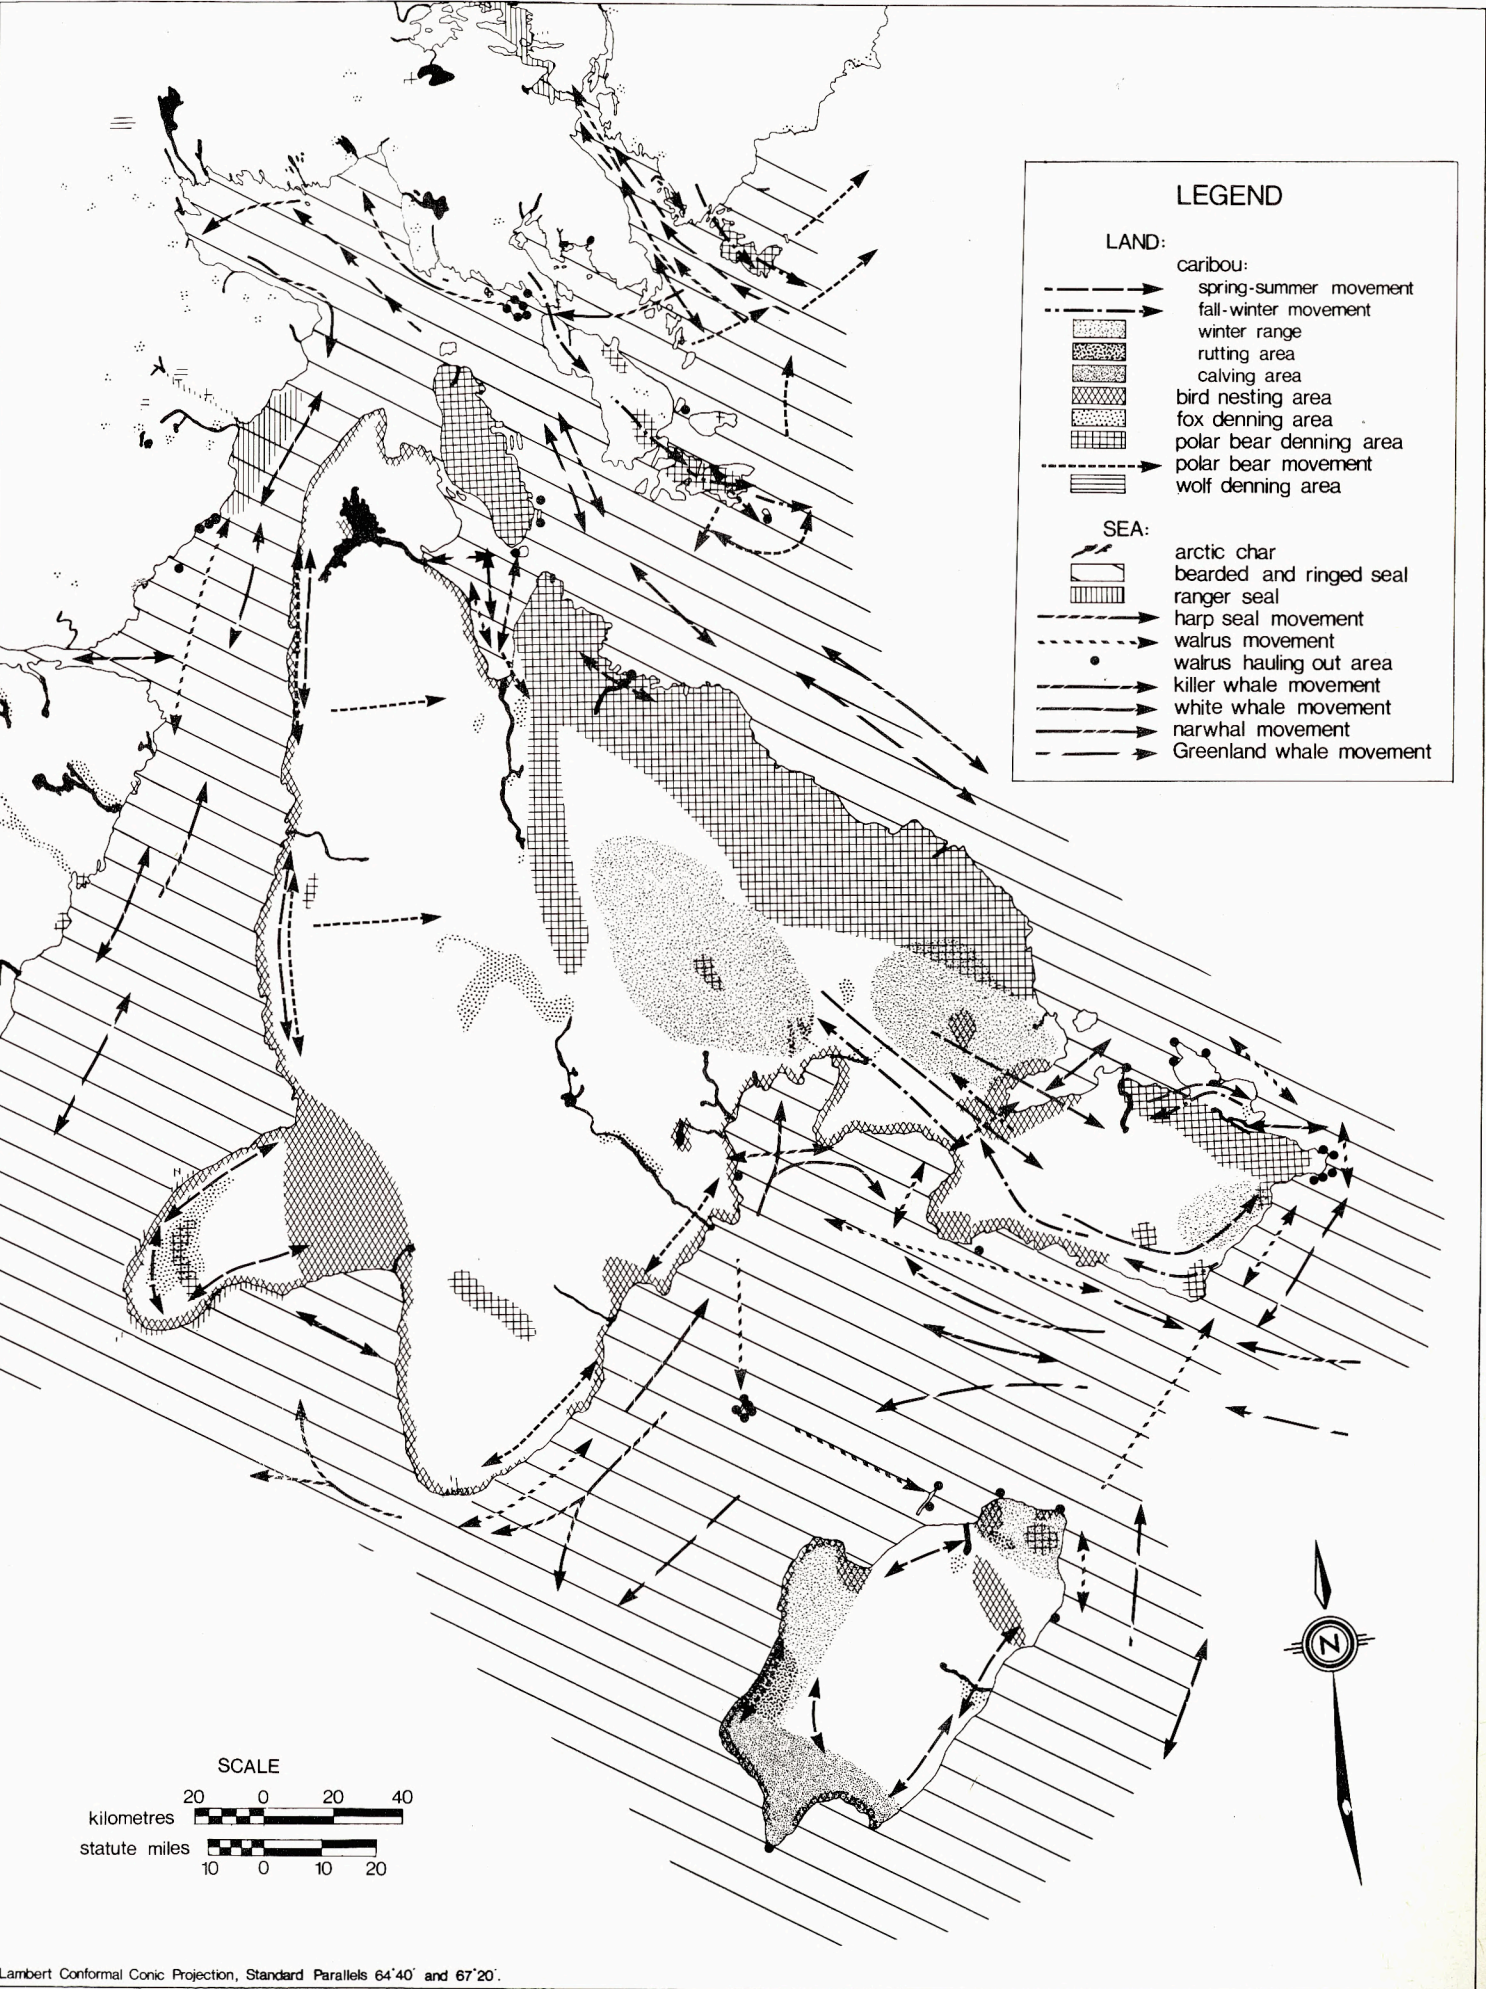 LEGEND
LAND:
caribou:
spring-summer movement
fall-winter movement
winter range
rutting area
calving area
bird nesting area
fox denning area
polar bear denning area
polar bear movement
wolf denning area
SEA:
arctic char
bearded and ringed seal
ranger seal
harp seal movement
walrus movement
walrus hauling out area
killer whale movement
white whale movement
narwhal movement
Greenland whale movement
N
SCALE
20 0 20 40
kilometres
statute miles
10 0 10 20
Lambert Conformal Conic Projection, Standard Parallels 64°40′ and 67°20′.